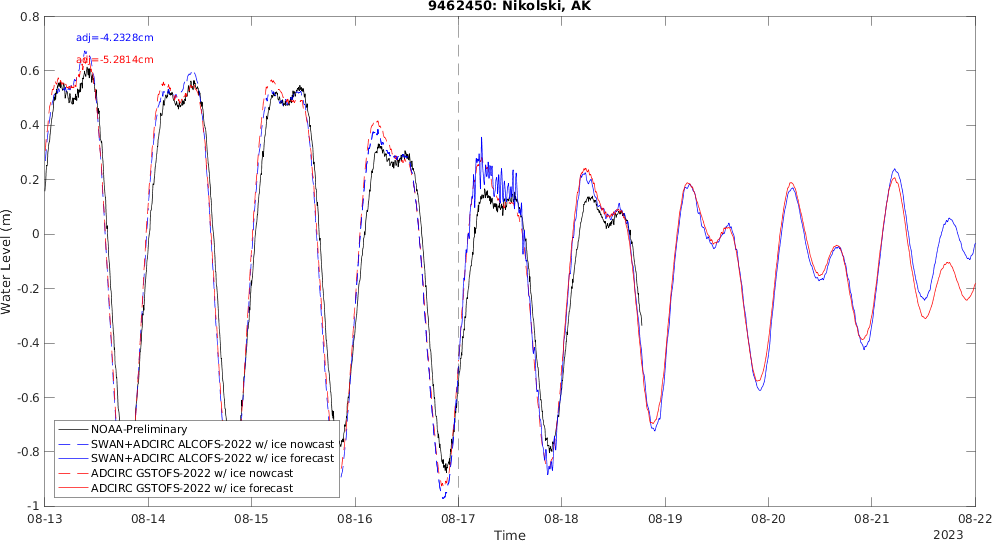 9462450: Nikolski, AK
adj=-4.2328cm
adj=-5.2814cm
Water Level (m)
0.8
0.6
0.4
0.2
0
-0.2
-0.4
-0.6
-0.8
-1
NOAA-Preliminary
SWAN+ADCIRC ALCOFS-2022 w/ ice nowcast
SWAN+ADCIRC ALCOFS-2022 w/ ice forecast
ADCIRC GSTOFS-2022 w/ ice nowcast
ADCIRC GSTOFS-2022 w/ ice forecast
08-13 08-14 08-15 08-16 08-17 08-18 08-19 08-20 08-21 08-22
Time
2023